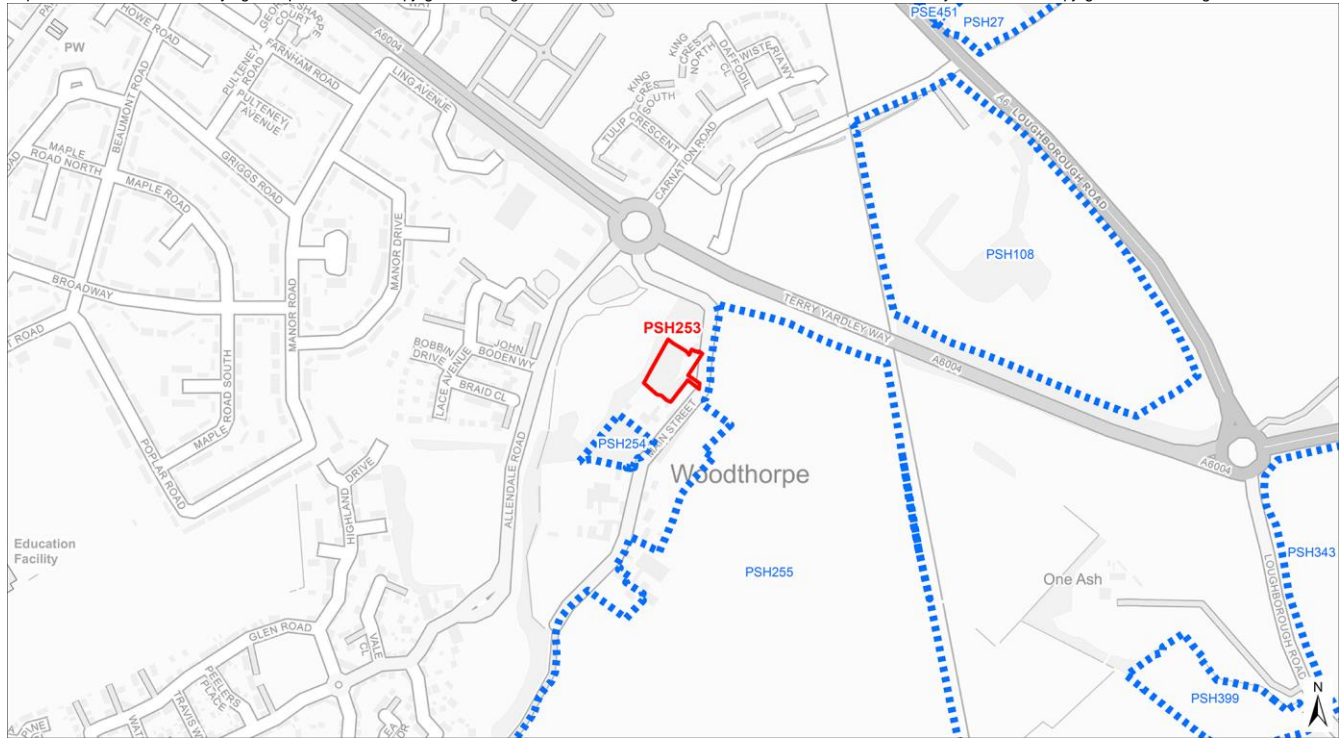 PSE451
PSH27
HOWE ROAD
PW
BEAUMONT ROAD
PULTENEY
ROAD
PULTENEY
AVENUE
FARNHAM ROAD
A6004
LING AVENUE
KING
CRES
NORTH
DAFFODIL
CL
WISTERIA WY
KING
CRES
SOUTH
TULIP CRESCENT
CARNATION ROAD
A6 LOUGHBOROUGH ROAD
MAPLE
ROAD NORTH
MAPLE ROAD
GRIGGS ROAD
MANOR DRIVE
BROADWAY
MANOR ROAD
MAPLE ROAD SOUTH
POPLAR ROAD
BOBBIN
DRIVE
JOHN
BODEN WY
LACE AVENUE
BRAID CL
ALLENDALE ROAD
PSH253
PSH108
TERRY YARDLEY WAY
A6004
A6004
PSH254
MAIN STREET
Woodthorpe
HIGHLAND DRIVE
Education
Facility
PSH255
One Ash
PSH343
LOUGHBOROUGH ROAD
GLEN ROAD
VALE
CL
PEELERS
PLACE
PSH399
N